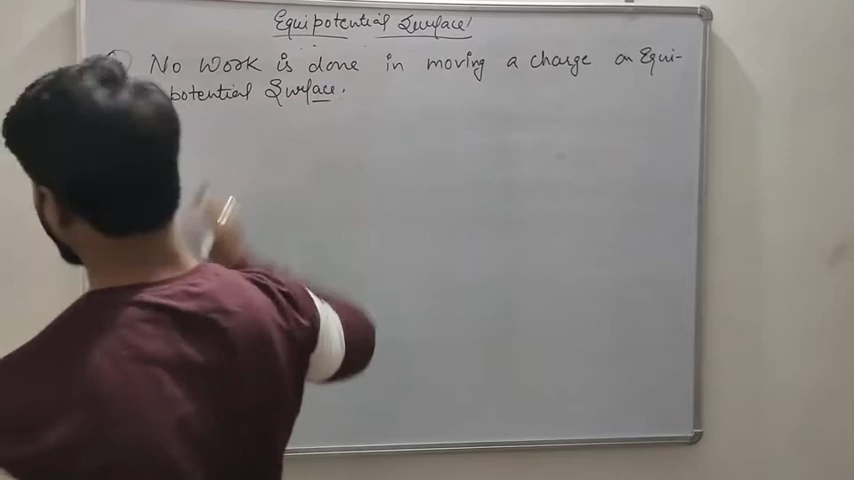 Equipotential Surface
No work is done in moving a charge on Equi-
potential Surface.